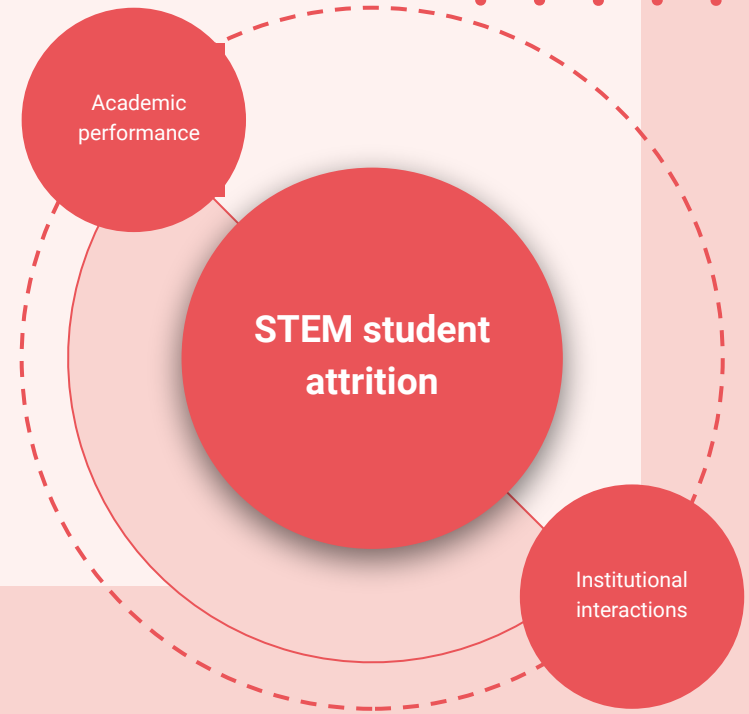 Academic
performance
STEM student
attrition
Institutional
interactions